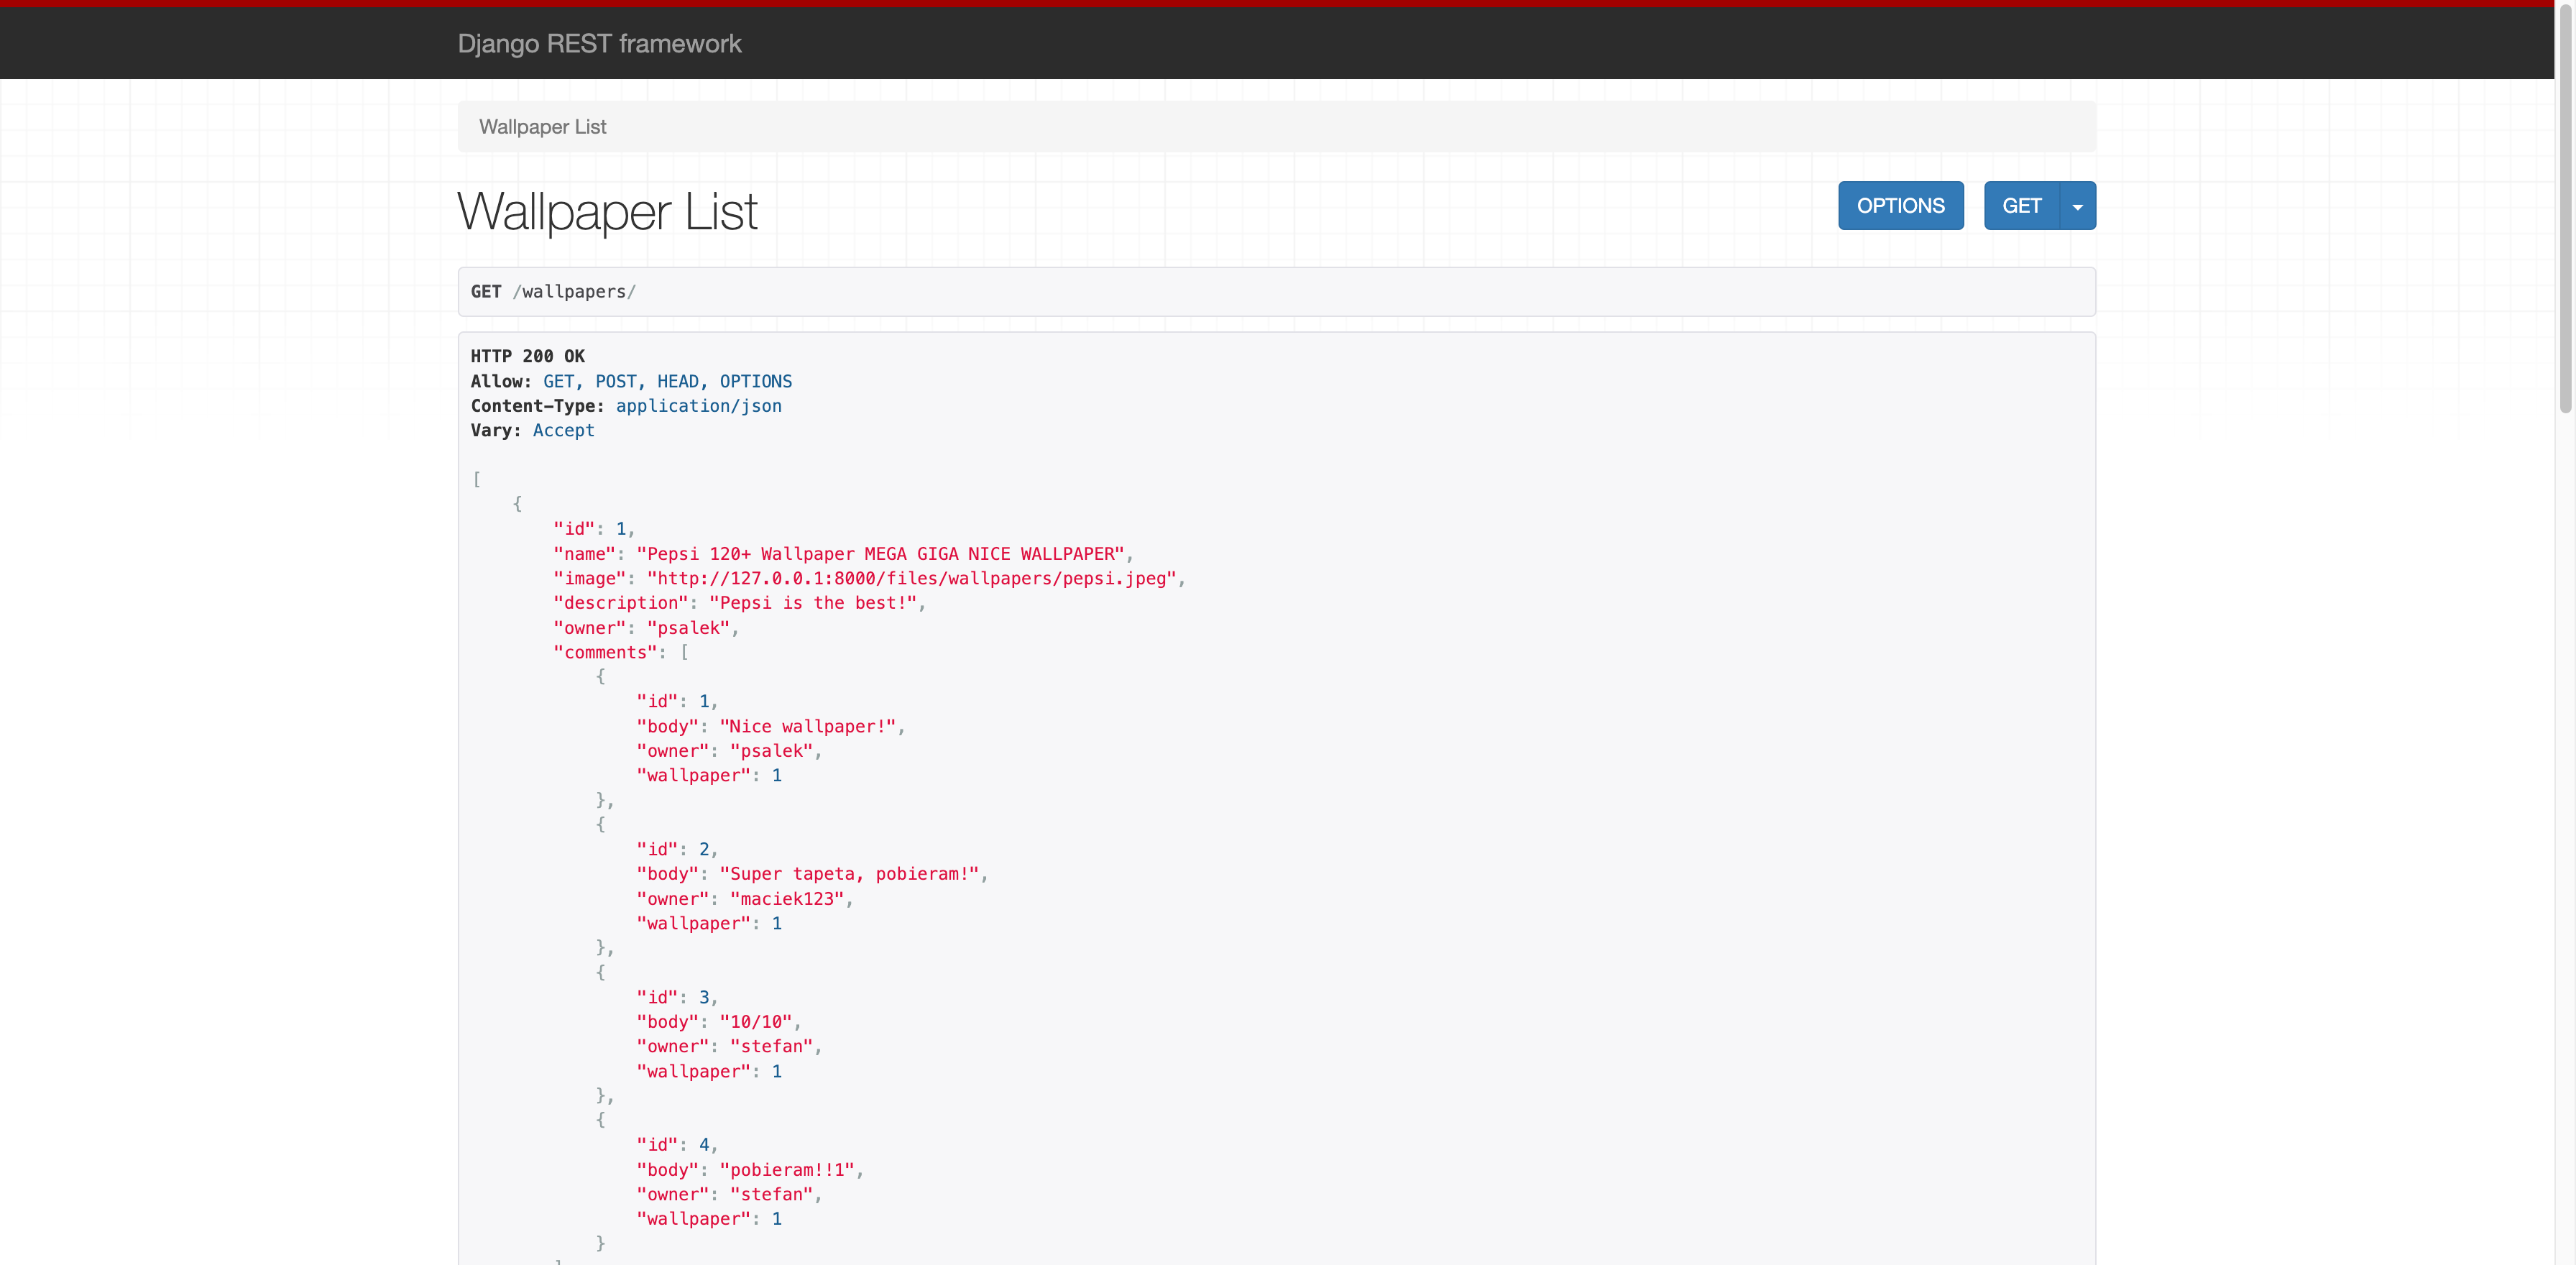 Django REST framework
Wallpaper List
Wallpaper List
OPTIONS
GET
GET /wallpapers/
HTTP 200 OK
Allow: GET, POST, HEAD, OPTIONS
Content-Type: application/json
Vary: Accept
[
    {
        "id": 1,
        "name": "Pepsi 120+ Wallpaper MEGA GIGA NICE WALLPAPER",
        "image": "http://127.0.0.1:8000/files/wallpapers/pepsi.jpeg",
        "description": "Pepsi is the best!",
        "owner": "psalek",
        "comments": [
            {
                "id": 1,
                "body": "Nice wallpaper!",
                "owner": "psalek",
                "wallpaper": 1
            },
            {
                "id": 2,
                "body": "Super tapeta, pobieram!",
                "owner": "maciek123",
                "wallpaper": 1
            },
            {
                "id": 3,
                "body": "10/10",
                "owner": "stefan",
                "wallpaper": 1
            },
            {
                "id": 4,
                "body": "pobieram!!1",
                "owner": "stefan",
                "wallpaper": 1
            }